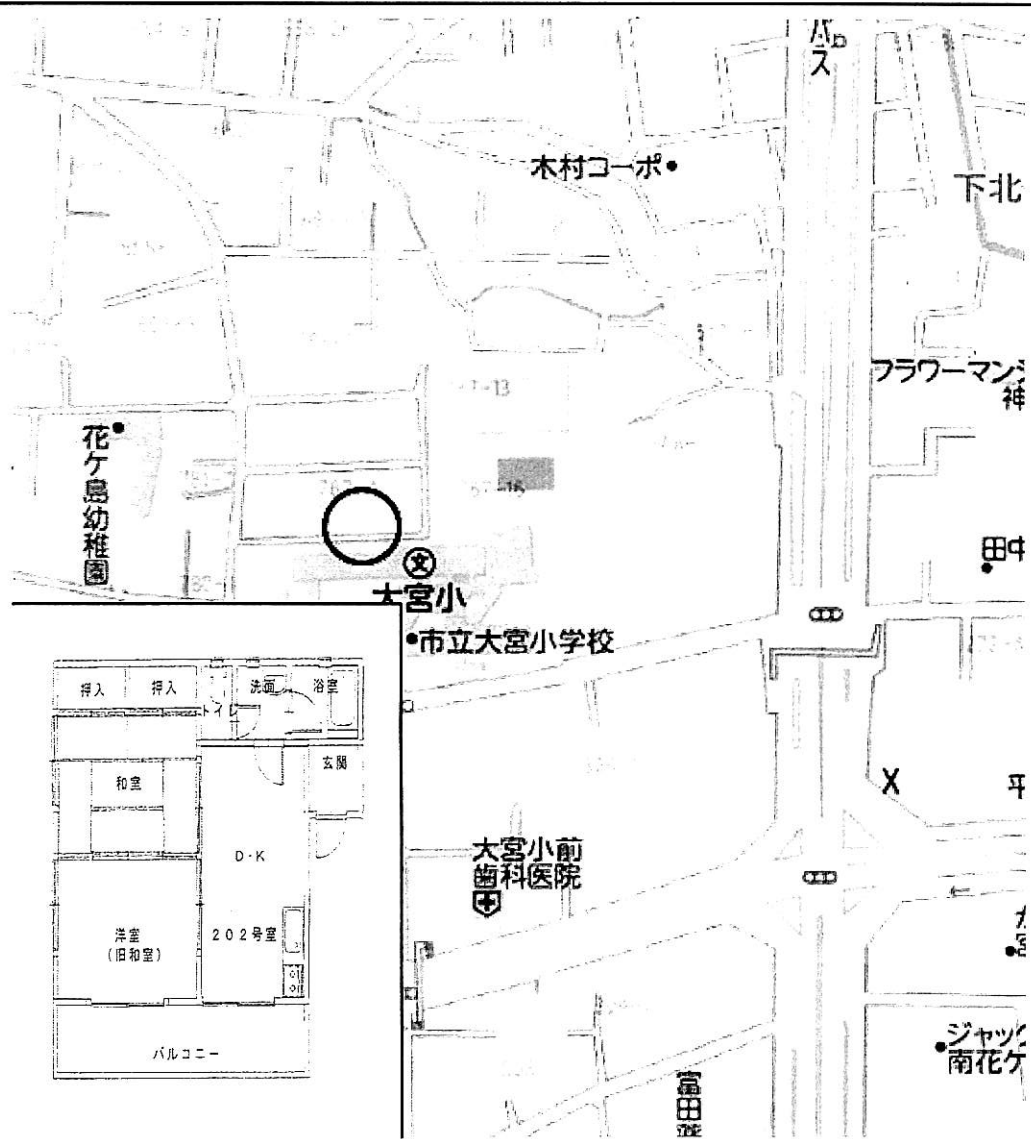 バス
木村コーポ
下北
フラワーマン
神
花ケ島幼稚園
文
大宮小
市立大宮小学校
田中
大宮小前
歯科医院
X
平
ジャック
南花ケ
富田
押入 押入 洗面 浴室
トイレ
玄関
和室
D・K
洋室
(旧和室)
202号室
バルコニー